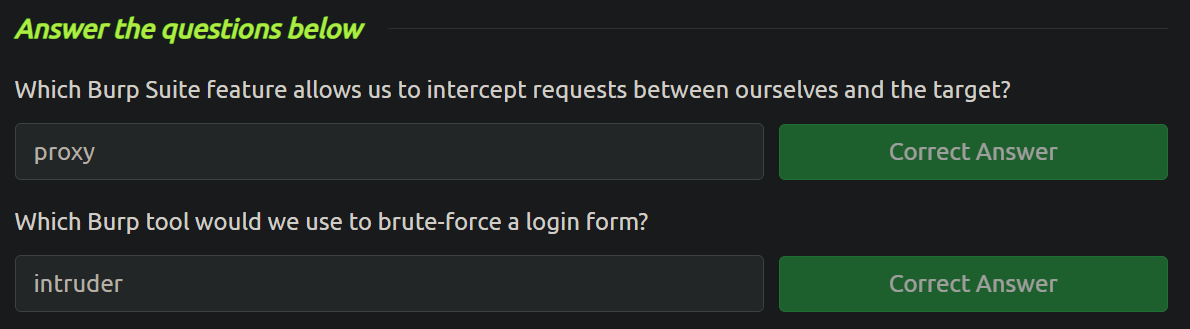 Answer the questions below
Which Burp Suite feature allows us to intercept requests between ourselves and the target?
proxy
Correct Answer
Which Burp tool would we use to brute-force a login form?
intruder
Correct Answer